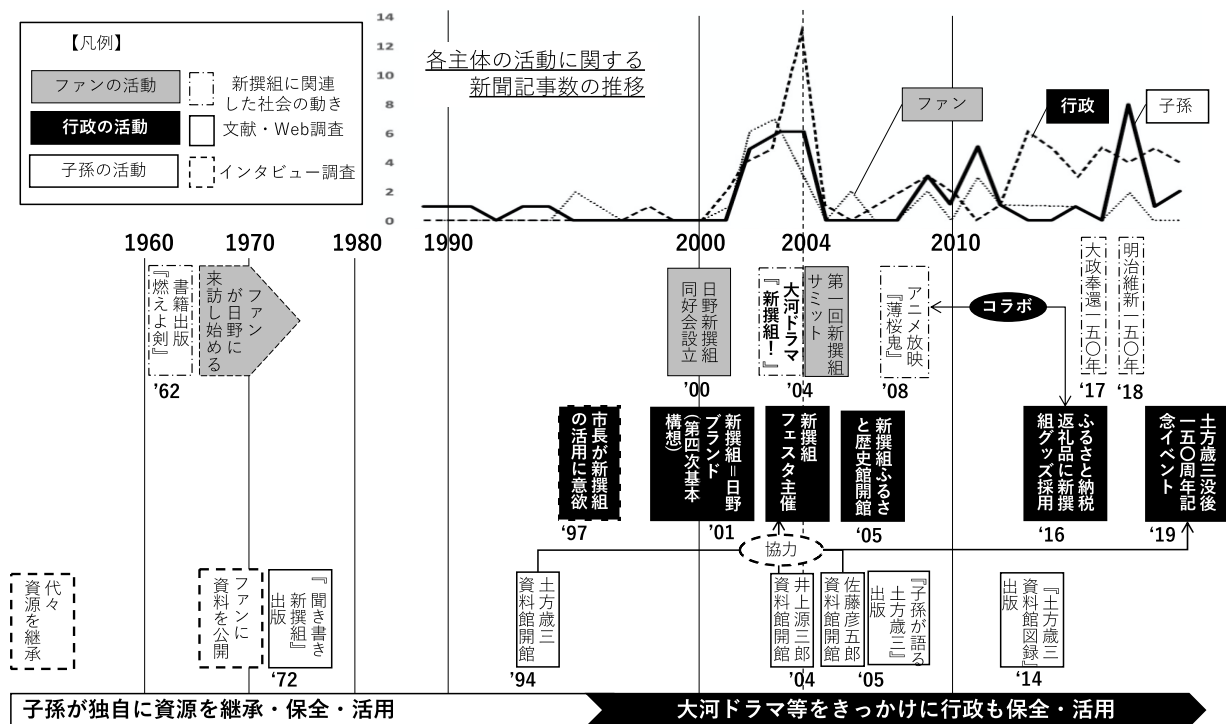 【凡例】
ファンの活動
新撰組に関連
した社会の動き
行政の活動
文献・Web調査
子孫の活動
インタビュー調査
各主体の活動に関する
新聞記事数の推移
14
12
10
8
6
4
2
0
ファン
行政
子孫
1960
1970
1980
1990
2000
2004
2010
書籍出版
『燃えよ剣』
'62
ファン
が日野に
来訪し始める
日野新撰組
同好会設立
’00
大河ドラマ
『新撰組！』
’04
第一回新撰組
サミット
アニメ放映
『薄桜鬼』
’08
コラボ
大政奉還一五〇年
‘17
明治維新一五〇年
‘18
市長が新撰組
の活用に意欲
‘97
新撰組＝日野
ブランド
（第四次基本
構想）
‘01
新撰組
フェスタ主催
新撰組ふるさ
と歴史館開館
‘05
ふるさと納税
返礼品に新撰
組グッズ採用
‘16
土方歳三没後
一五〇周年記
念イベント
‘19
協力
代々
資源を継承
ファンに
資料を公開
『聞き書き
新撰組』
出版
‘72
土方歳三
資料館開館
‘94
井上源三郎
資料館開館
‘04
佐藤彦五郎
資料館開館
‘05
『子孫が語る
土方歳三』
出版
『土方歳三
資料館図録』
出版
‘14
子孫が独自に資源を継承・保全・活用
大河ドラマ等をきっかけに行政も保全・活用